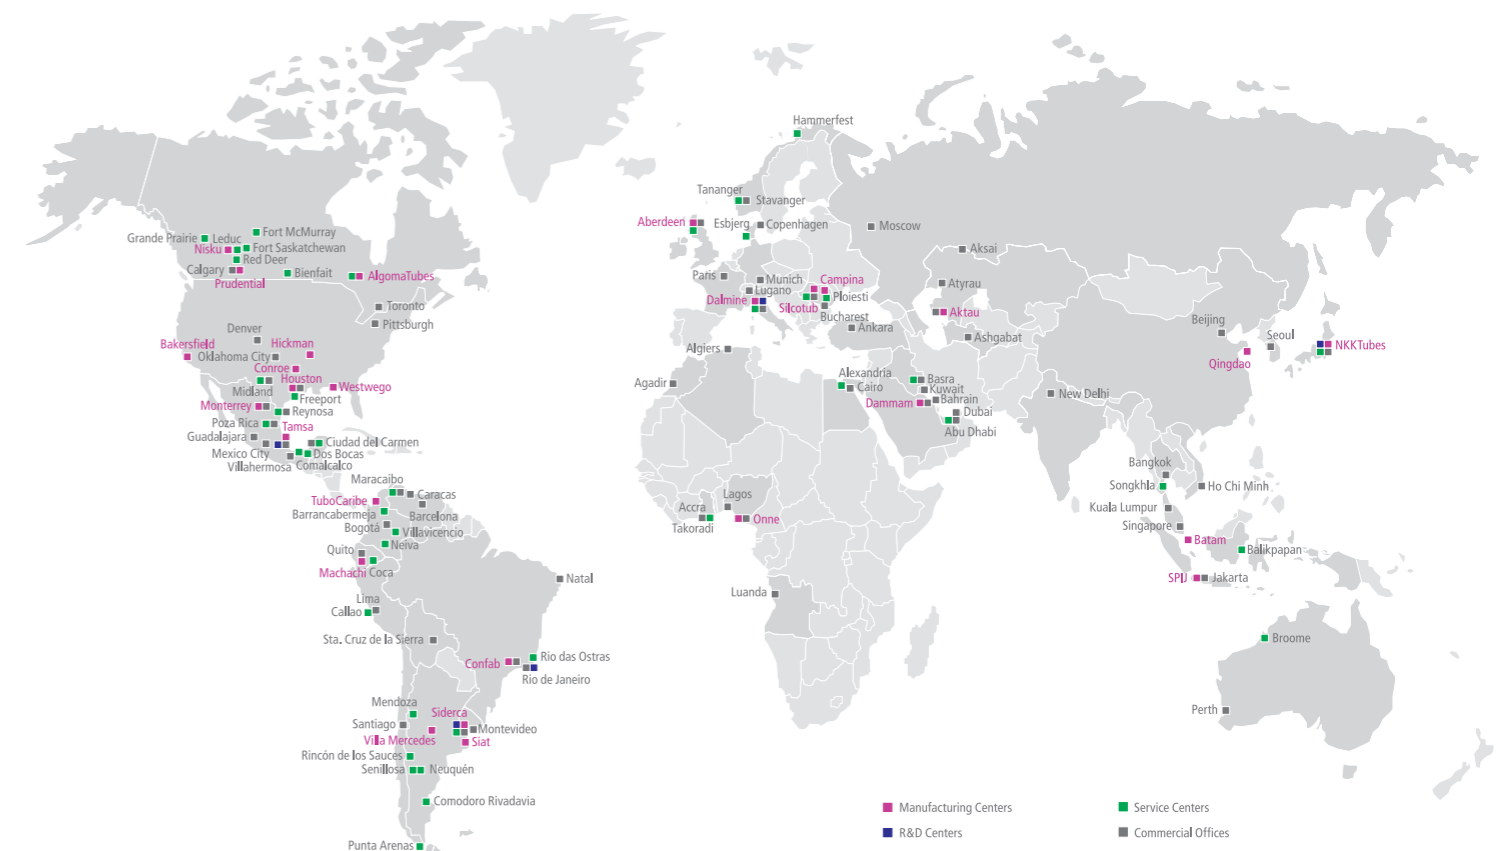 Hammerfest
Tananger
Stavanger
Aberdeen
Esbjerg
Copenhagen
Moscow
Fort McMurray
Grande Prairie
Leduc
Nisku
Fort Saskatchewan
Red Deer
Calgary
Bienfait
AlgomaTubes
Prudential
Aksai
Paris
Munich
Campina
Lugano
Atyrau
Dalmine
Silcotub
Ploiesti
Bucharest
Aktau
Toronto
Pittsburgh
Denver
Bakersfield
Hickman
Oklahoma City
Conroe
Houston
Westwego
Midland
Freeport
Monterrey
Reynosa
Poza Rica
Tamsa
Guadalajara
Ciudad del Carmen
Mexico City
Dos Bocas
Villahermosa
Comalcalco
Ankara
Ashgabat
Beijing
Seoul
NKKTubes
Qingdao
Algiers
Agadir
Alexandria
Cairo
Basra
Kuwait
Dammam
Bahrain
Dubai
Abu Dhabi
New Delhi
Maracaibo
Caracas
TuboCaribe
Barrancabermeja
Barcelona
Bogotá
Villavicencio
Neiva
Quito
Machachi
Coca
Lagos
Accra
Onne
Takoradi
Bangkok
Songkhla
Ho Chi Minh
Kuala Lumpur
Singapore
Batam
Balikpapan
SPIJ
Jakarta
Natal
Luanda
Lima
Callao
Sta. Cruz de la Sierra
Broome
Confab
Rio das Ostras
Rio de Janeiro
Mendoza
Siderca
Santiago
Montevideo
Villa Mercedes
Siat
Perth
Rincón de los Sauces
Senillosa
Neuquén
Comodoro Rivadavia
Punta Arenas
Manufacturing Centers
Service Centers
R&D Centers
Commercial Offices